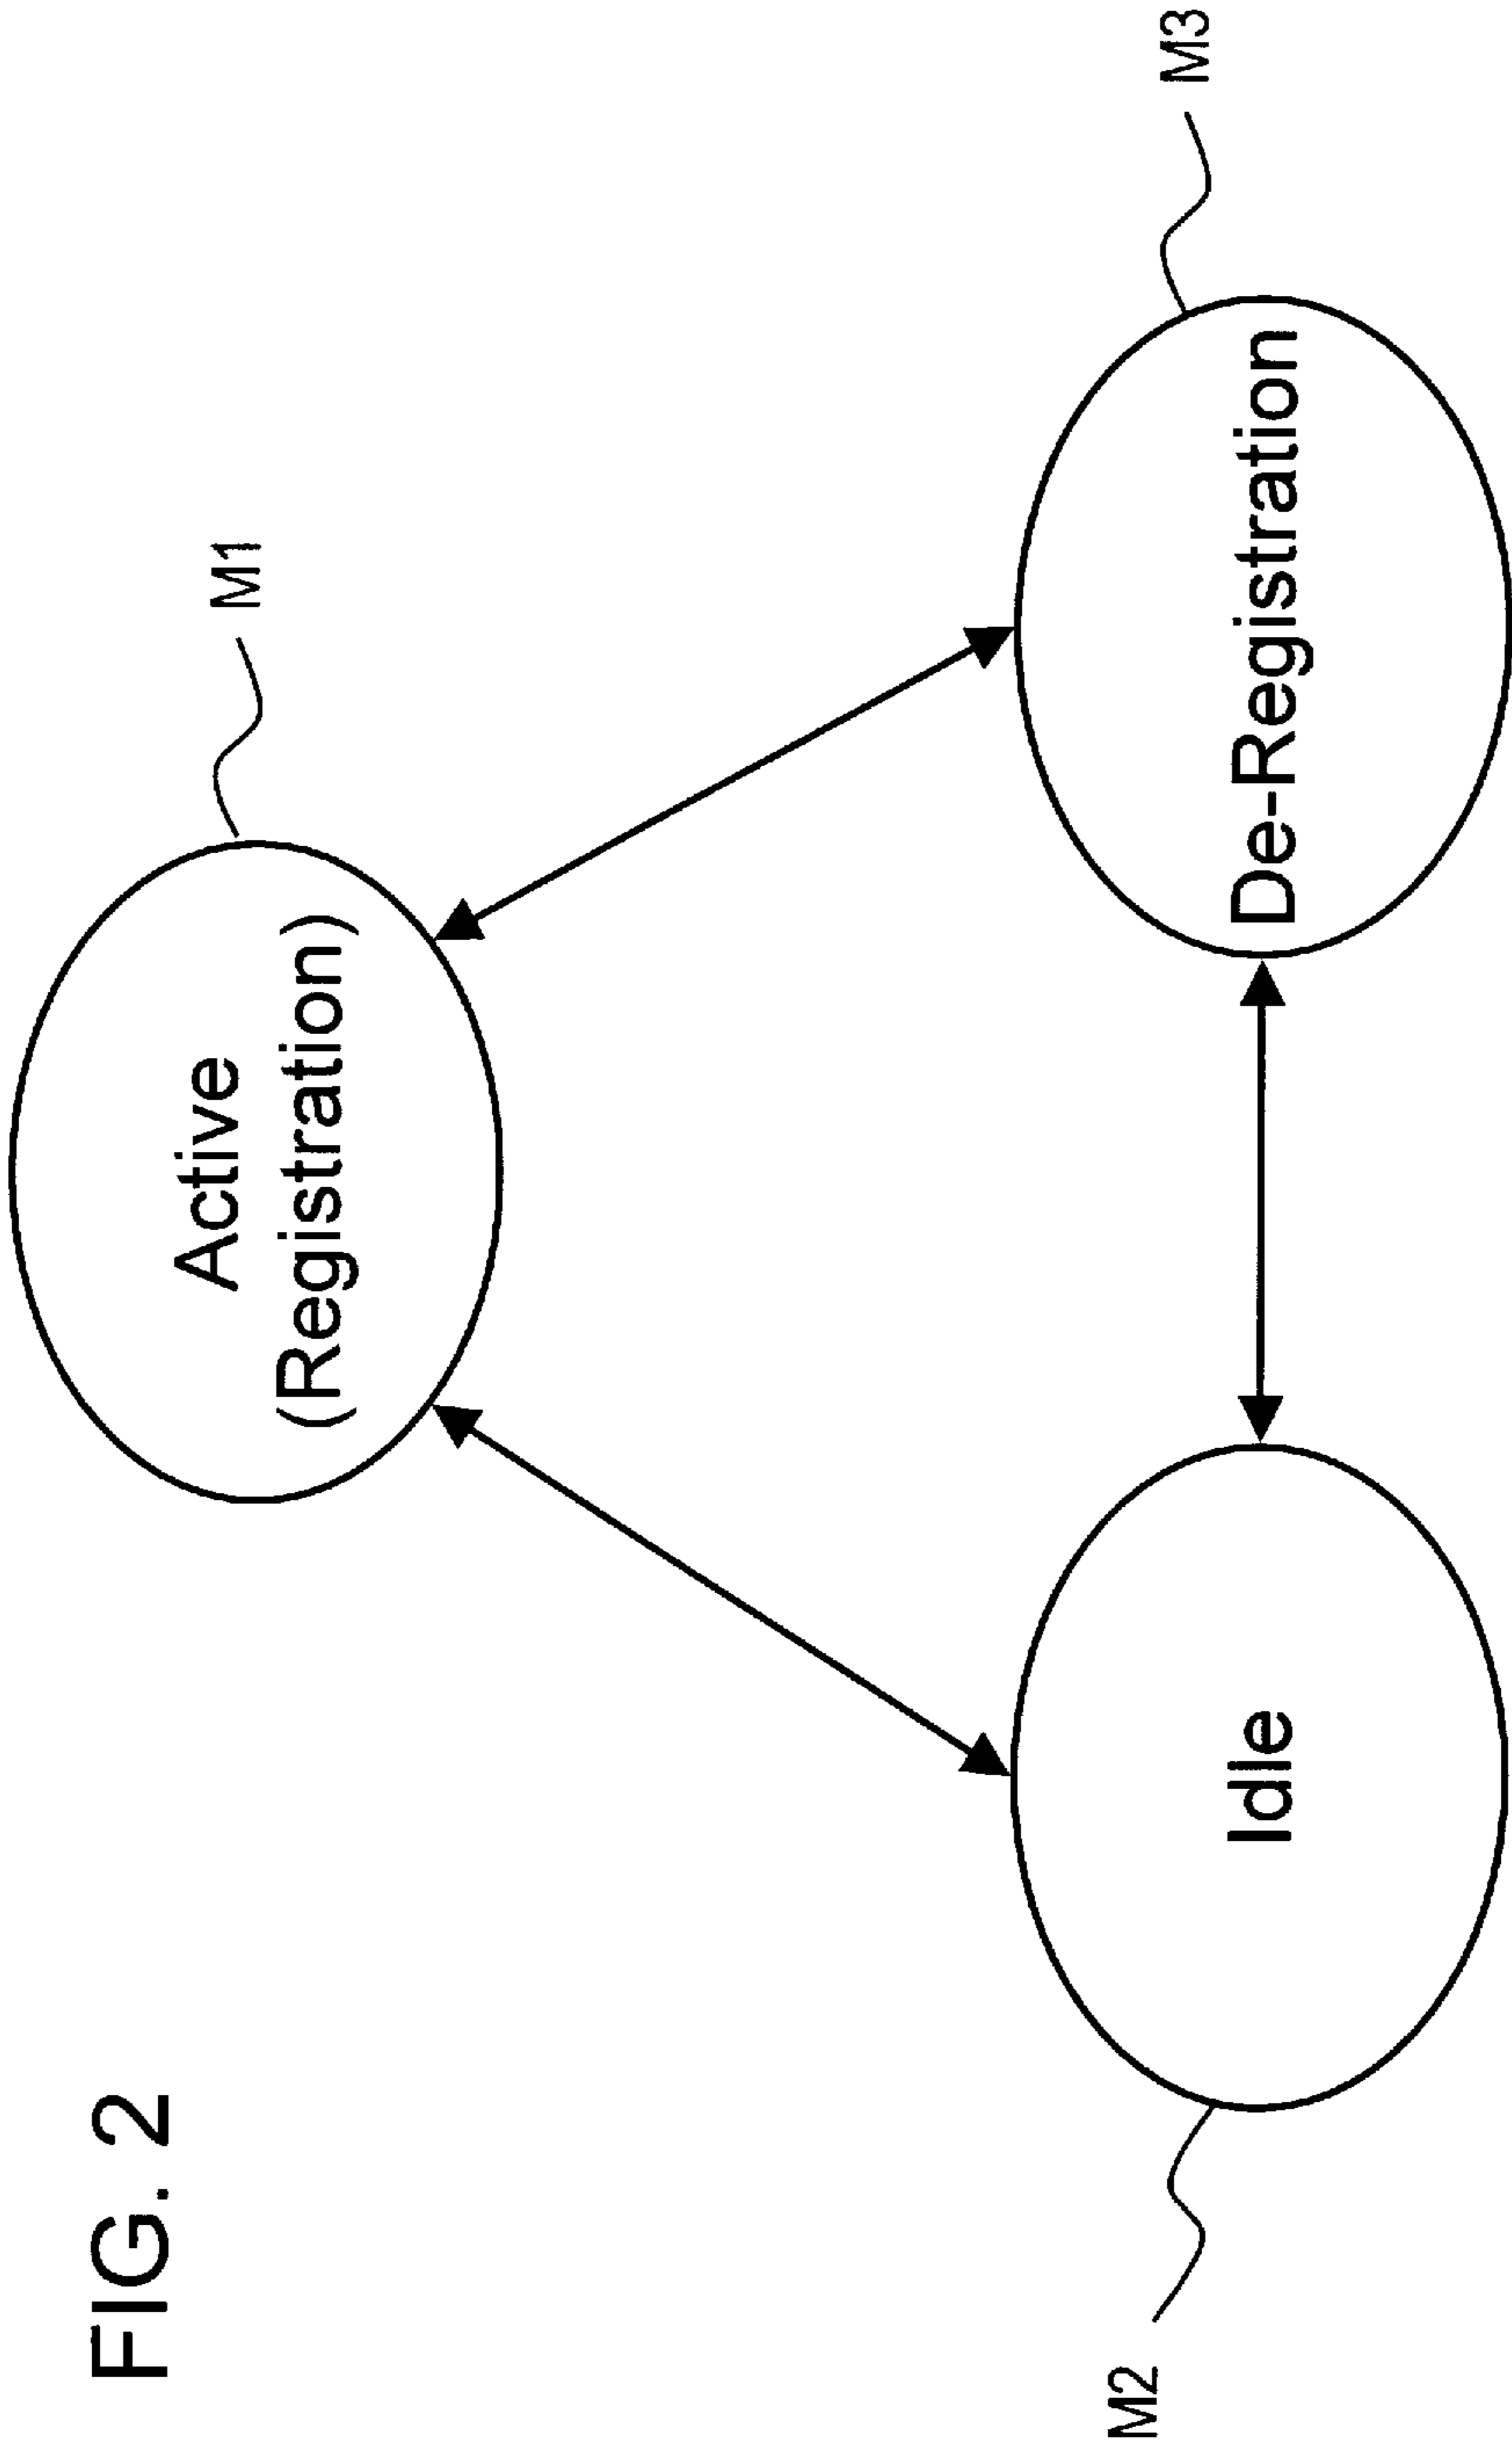 FIG. 2
Active
(Registration)
M1
M2
Idle
De-Registration
M3